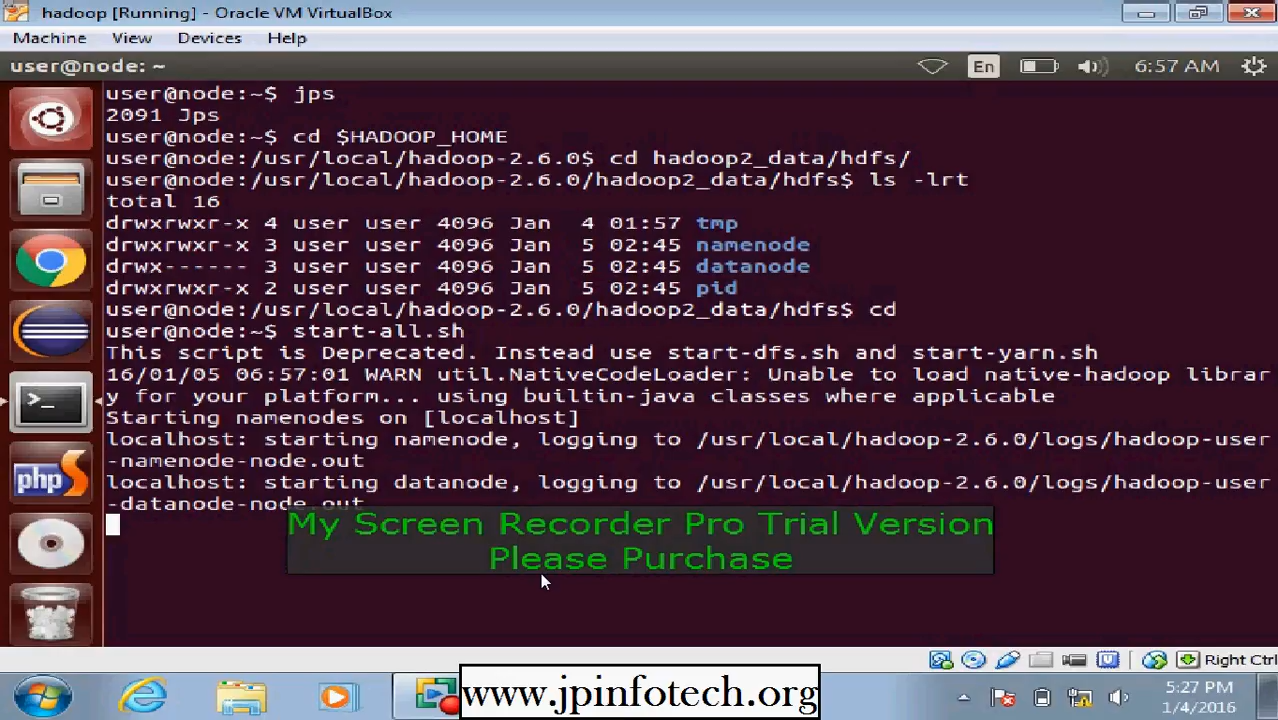 hadoop [Running] - Oracle VM VirtualBox
Machine View Devices Help
user@node: ~ En 6:57 AM
user@node:~$ jps
2091 Jps
user@node:~$ cd $HADOOP_HOME
user@node:/usr/local/hadoop-2.6.0$ cd hadoop2_data/hdfs/
user@node:/usr/local/hadoop-2.6.0/hadoop2_data/hdfs$ ls -lrt
total 16
drwxrwxr-x 4 user user 4096 Jan  4 01:57 tmp
drwxrwxr-x 3 user user 4096 Jan  5 02:45 namenode
drwx------ 3 user user 4096 Jan  5 02:45 datanode
drwxrwxr-x 2 user user 4096 Jan  5 02:45 pid
user@node:/usr/local/hadoop-2.6.0/hadoop2_data/hdfs$ cd
user@node:~$ start-all.sh
This script is Deprecated. Instead use start-dfs.sh and start-yarn.sh
16/01/05 06:57:01 WARN util.NativeCodeLoader: Unable to load native-hadoop librar
y for your platform... using builtin-java classes where applicable
Starting namenodes on [localhost]
localhost: starting namenode, logging to /usr/local/hadoop-2.6.0/logs/hadoop-user
-namenode-node.out
localhost: starting datanode, logging to /usr/local/hadoop-2.6.0/logs/hadoop-user
-datanode-node.out
My Screen Recorder Pro Trial Version
Please Purchase
php
Right Ctrl
www.jpinfotech.org
5:27 PM
1/4/2016